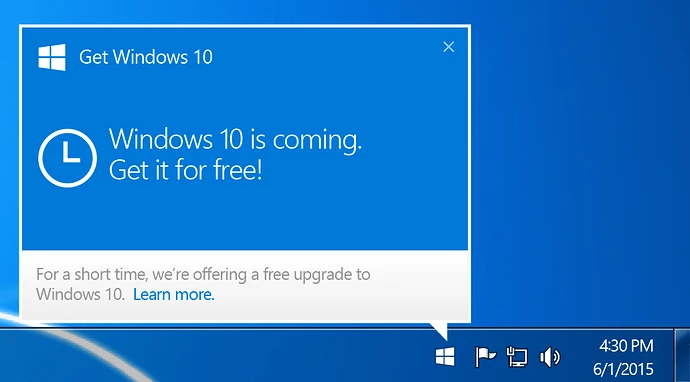 Get Windows 10
Windows 10 is coming.
Get it for free!
For a short time, we're offering a free upgrade to
Windows 10. Learn more.
4:30 PM
6/1/2015